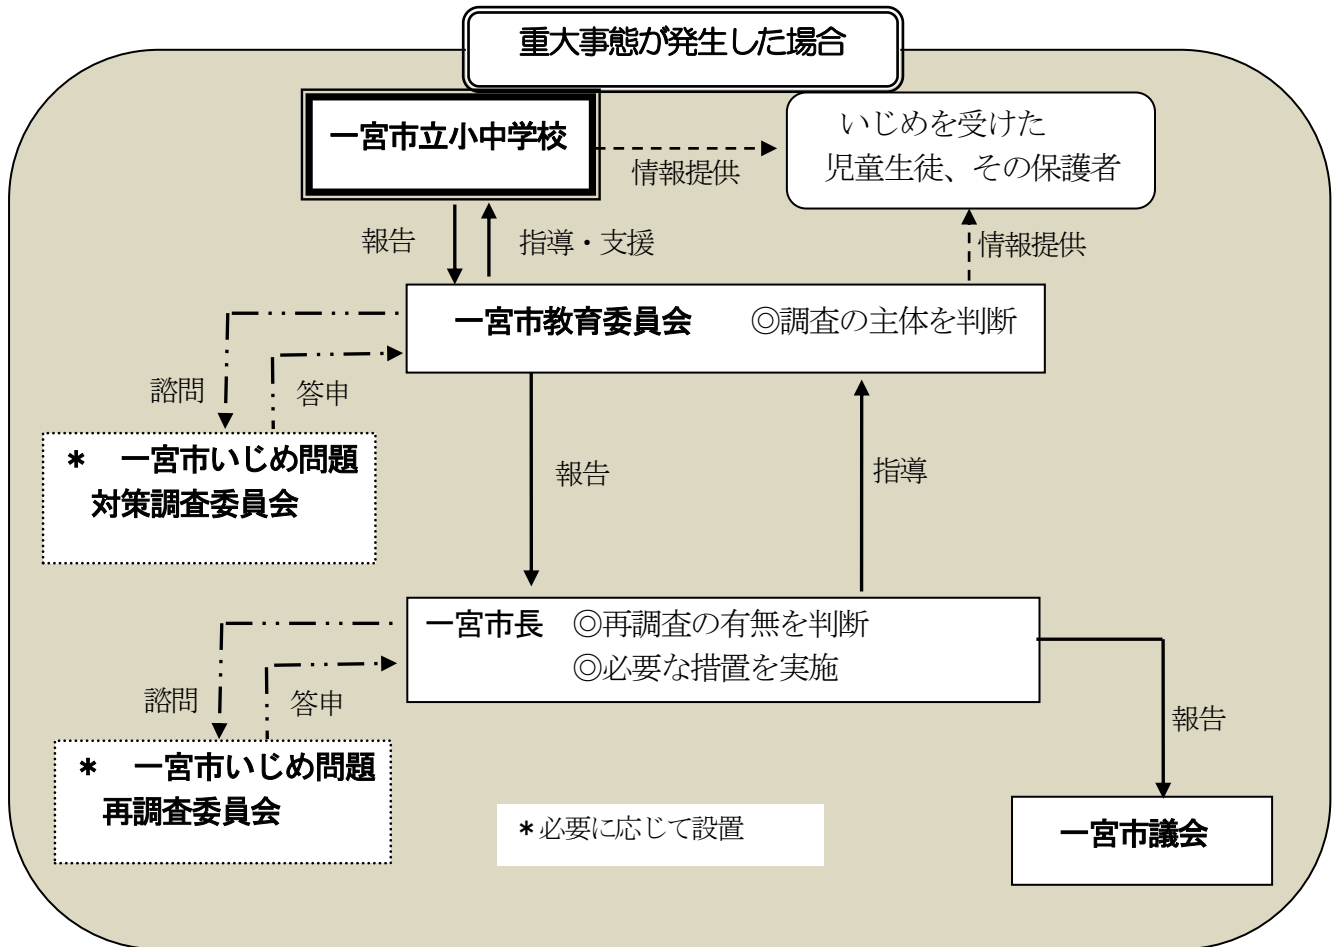 重大事態が発生した場合
一宮市立小中学校
情報提供
いじめを受けた
児童生徒、その保護者
報告
指導・支援
情報提供
一宮市教育委員会 ◎調査の主体を判断
諮問
答申
* 一宮市いじめ問題
対策調査委員会
報告
指導
一宮市長 ◎再調査の有無を判断
◎必要な措置を実施
諮問
答申
報告
* 一宮市いじめ問題
再調査委員会
*必要に応じて設置
一宮市議会